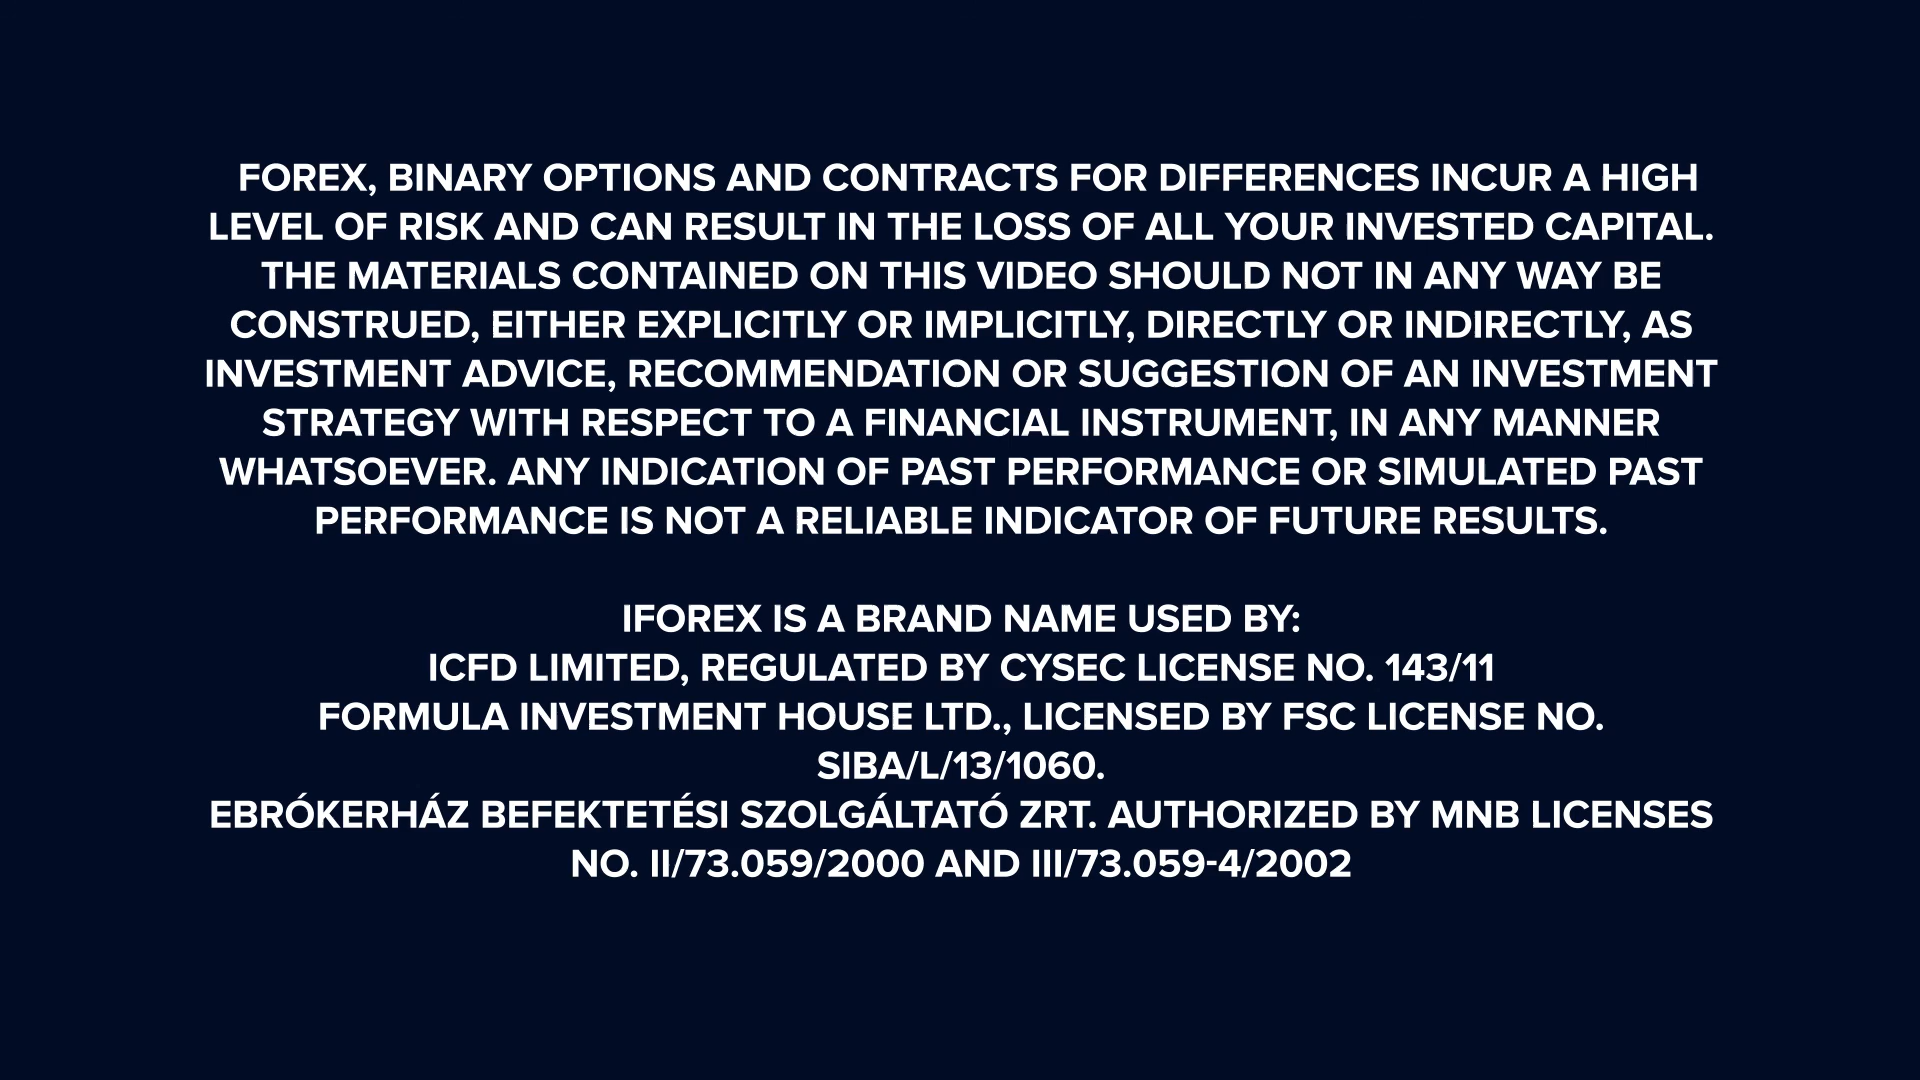 FOREX, BINARY OPTIONS AND CONTRACTS FOR DIFFERENCES INCUR A HIGH
LEVEL OF RISK AND CAN RESULT IN THE LOSS OF ALL YOUR INVESTED CAPITAL.
THE MATERIALS CONTAINED ON THIS VIDEO SHOULD NOT IN ANY WAY BE
CONSTRUED, EITHER EXPLICITLY OR IMPLICITLY, DIRECTLY OR INDIRECTLY, AS
INVESTMENT ADVICE, RECOMMENDATION OR SUGGESTION OF AN INVESTMENT
STRATEGY WITH RESPECT TO A FINANCIAL INSTRUMENT, IN ANY MANNER
WHATSOEVER. ANY INDICATION OF PAST PERFORMANCE OR SIMULATED PAST
PERFORMANCE IS NOT A RELIABLE INDICATOR OF FUTURE RESULTS.
IFOREX IS A BRAND NAME USED BY:
ICFD LIMITED, REGULATED BY CYSEC LICENSE NO. 143/11
FORMULA INVESTMENT HOUSE LTD., LICENSED BY FSC LICENSE NO.
SIBA/L/13/1060.
EBRÓKERHÁZ BEFEKTETÉSI SZOLGÁLTATÓ ZRT. AUTHORIZED BY MNB LICENSES
NO. II/73.059/2000 AND III/73.059-4/2002